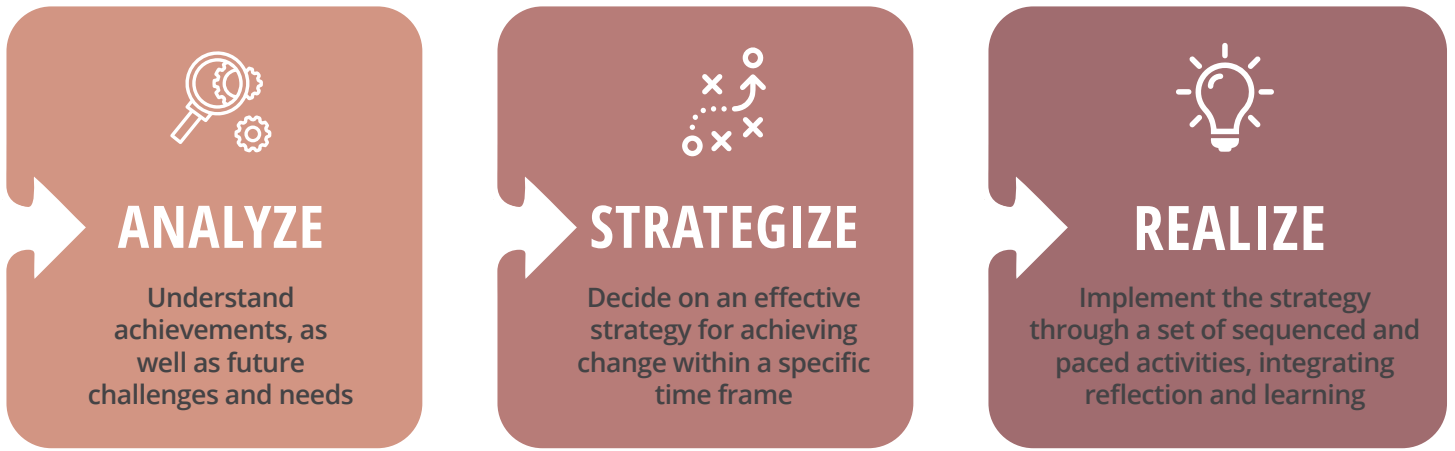 ANALYZE
Understand
achievements, as
well as future
challenges and needs
STRATEGIZE
Decide on an effective
strategy for achieving
change within a specific
time frame
REALIZE
Implement the strategy
through a set of sequenced and
paced activities, integrating
reflection and learning